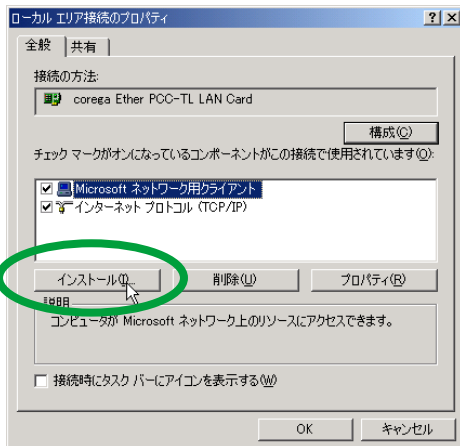 ローカル エリア接続のプロパティ
全般 共有
接続の方法:
corega Ether PCC-TL LAN Card
構成(C)
チェック マークがオンになっているコンポーネントがこの接続で使用されています(O):
Microsoft ネットワーク用クライアント
インターネット プロトコル (TCP/IP)
インストール(I)... 削除(U) プロパティ(R)
説明
コンピュータが Microsoft ネットワーク上のリソースにアクセスできます。
接続時にタスク バーにアイコンを表示する(W)
OK キャンセル